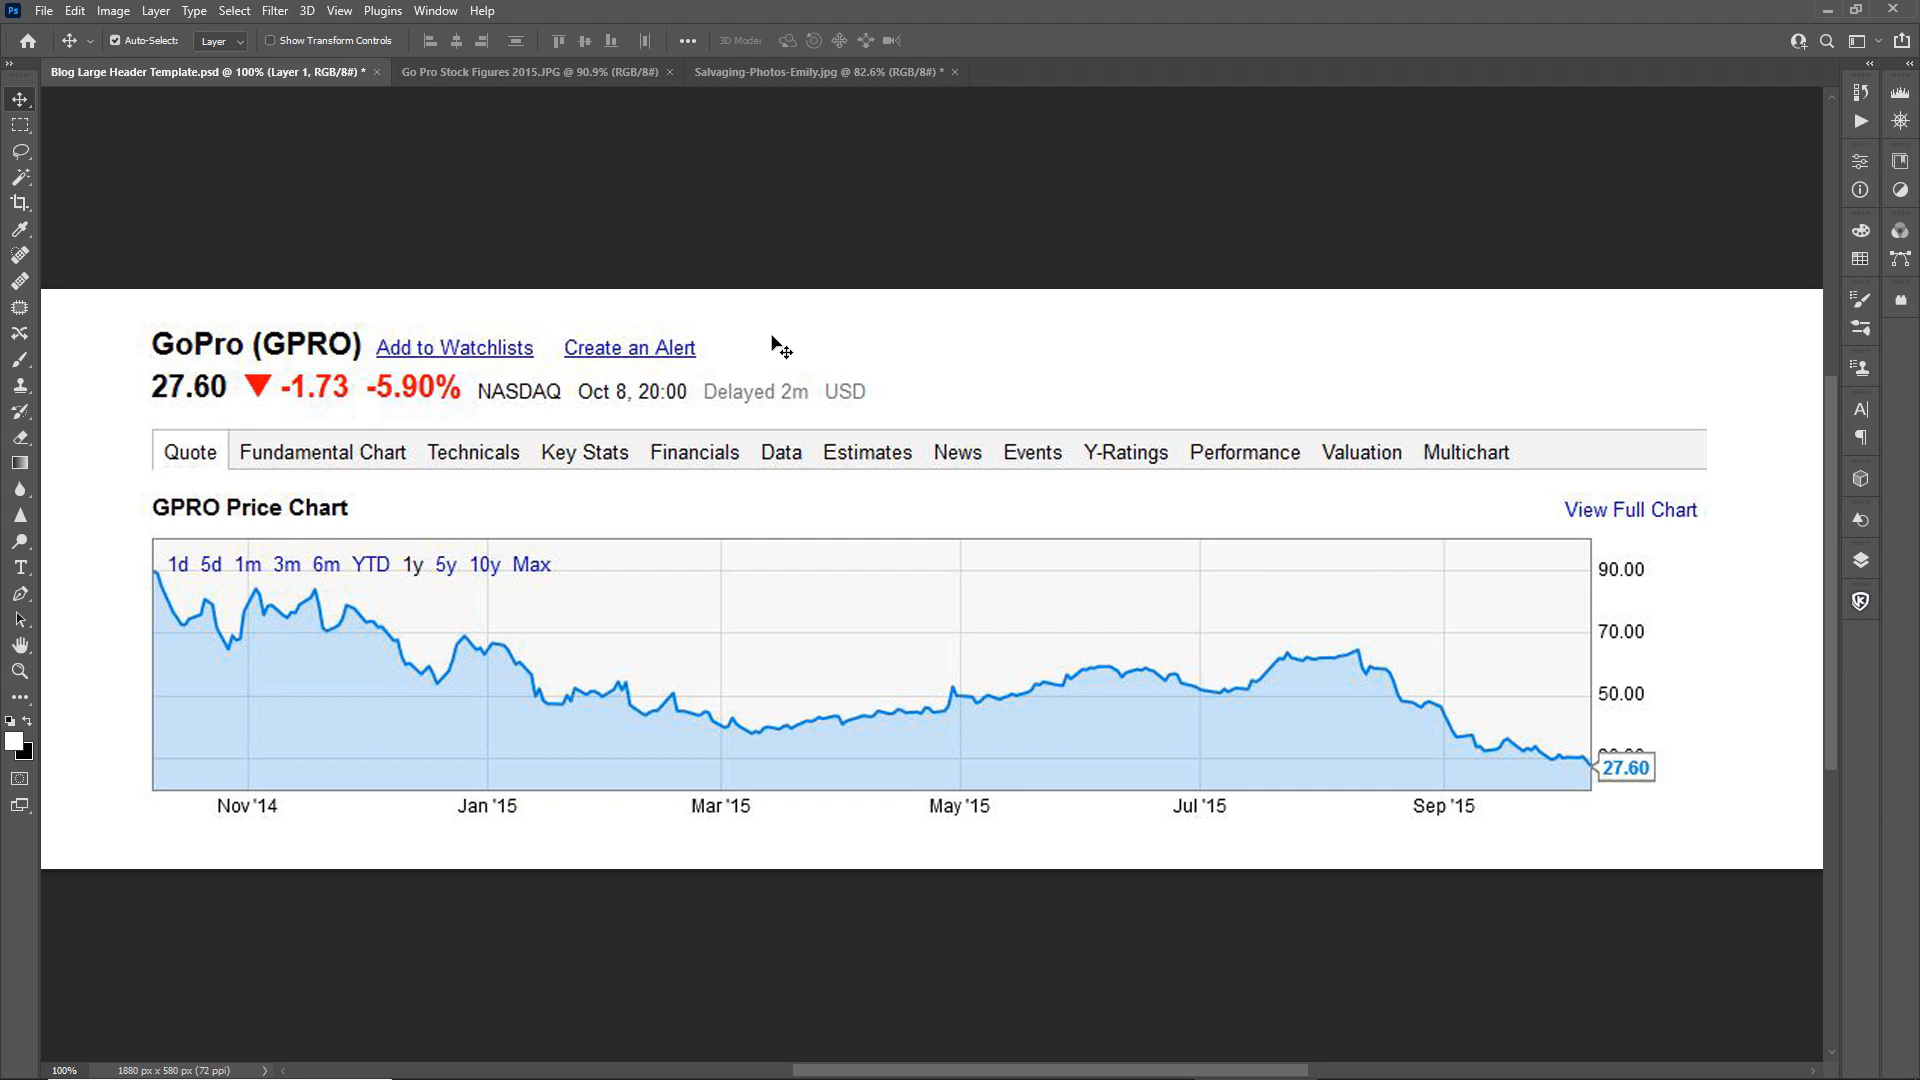 Ps File Edit Image Layer Type Select Filter 3D View Plugins Window Help
Auto-Select: Layer Show Transform Controls 3D Mode:
Blog Large Header Template.psd @ 100% (Layer 1, RGB/8#) * × Go Pro Stock Figures 2015.JPG @ 90.9% (RGB/8#) × Salvaging-Photos-Emily.jpg @ 82.6% (RGB/8#) * ×
GoPro (GPRO) Add to Watchlists Create an Alert
27.60 ▼ -1.73 -5.90% NASDAQ Oct 8, 20:00 Delayed 2m USD
Quote Fundamental Chart Technicals Key Stats Financials Data Estimates News Events Y-Ratings Performance Valuation Multichart
GPRO Price Chart View Full Chart
1d 5d 1m 3m 6m YTD 1y 5y 10y Max
90.00
70.00
50.00
27.60
Nov '14 Jan '15 Mar '15 May '15 Jul '15 Sep '15
100% 1880 px x 580 px (72 ppi)